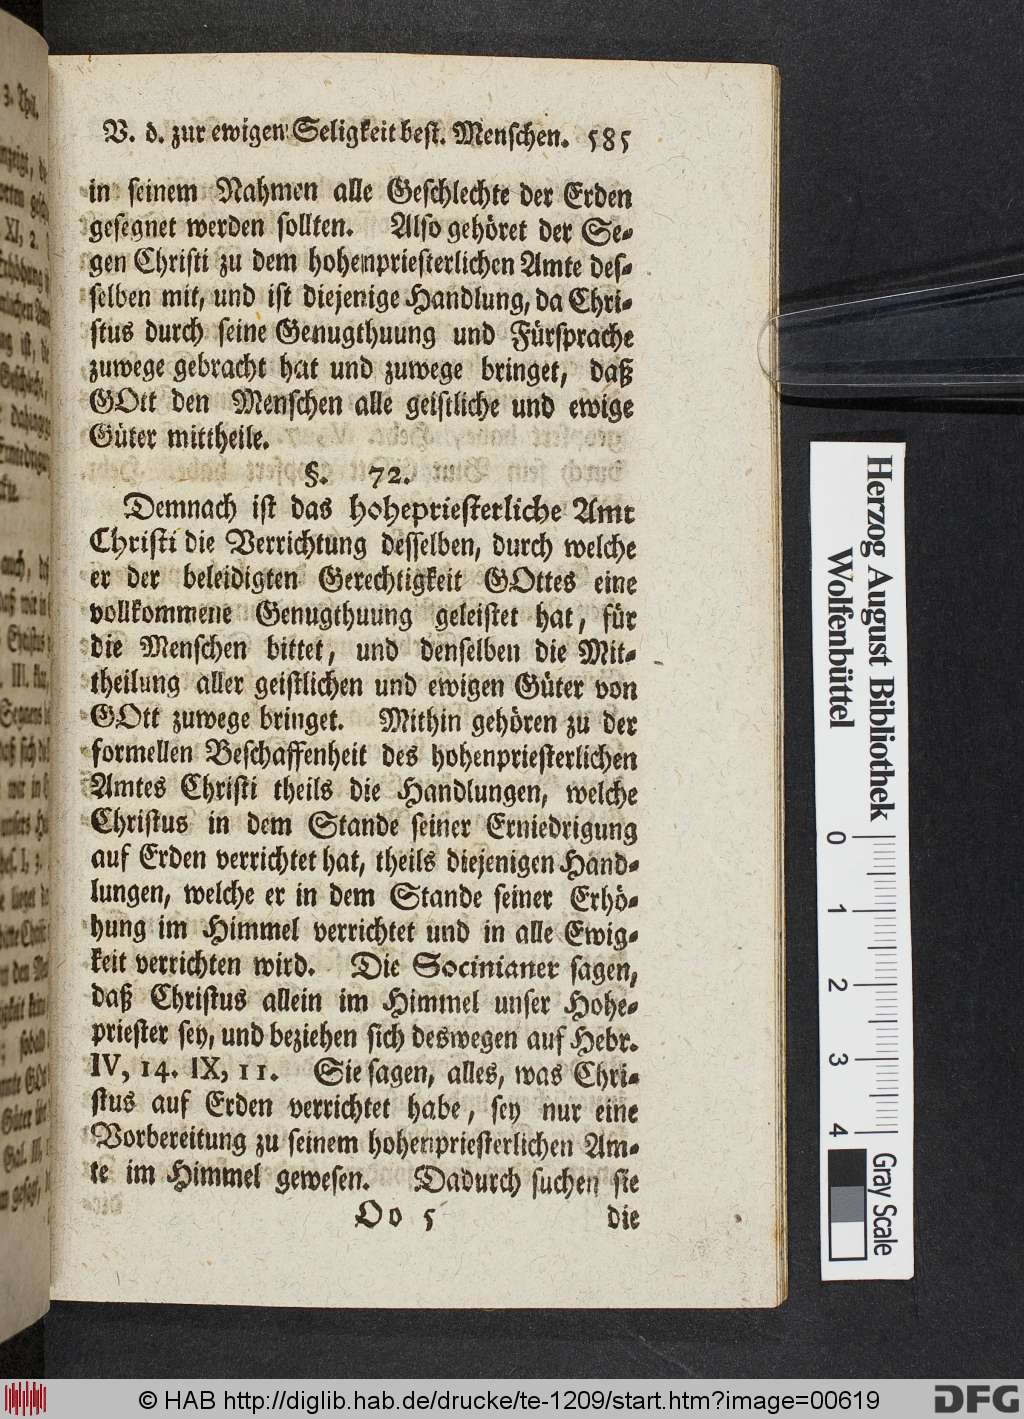 V. d. zur ewigen Seligkeit best. Menschen. 585
in seinem Nahmen alle Geschlechte der Erden
gesegnet werden sollten. Also gehöret der Se-
gen Christi zu dem hohenpriesterlichen Amte des-
selben mit, und ist diejenige Handlung, da Chri-
stus durch seine Genugthuung und Fürsprache
zuwege gebracht hat und zuwege bringet, daß
GOtt den Menschen alle geistliche und ewige
Güter mittheile.
§. 72.
Demnach ist das hohepriesterliche Amt
Christi die Verrichtung desselben, durch welche
er der beleidigten Gerechtigkeit GOttes eine
vollkommene Genugthuung geleistet hat, für
die Menschen bittet, und denselben die Mit-
theilung aller geistlichen und ewigen Güter von
GOtt zuwege bringet. Mithin gehören zu der
formellen Beschaffenheit des hohenpriesterlichen
Amtes Christi theils die Handlungen, welche
Christus in dem Stande seiner Erniedrigung
auf Erden verrichtet hat, theils diejenigen Hand-
lungen, welche er in dem Stande seiner Erhö-
hung im Himmel verrichtet und in alle Ewig-
keit verrichten wird. Die Socinianer sagen,
daß Christus allein im Himmel unser Hohe-
priester sey, und beziehen sich deswegen auf Hebr.
IV, 14. IX, 11. Sie sagen, alles, was Chri-
stus auf Erden verrichtet habe, sey nur eine
Vorbereitung zu seinem hohenpriesterlichen Am-
te im Himmel gewesen. Dadurch suchen sie
Oo 5 die
Herzog August Bibliothek
Wolfenbüttel
0 1 2 3 4
Gray Scale
© HAB http://diglib.hab.de/drucke/te-1209/start.htm?image=00619
DFG